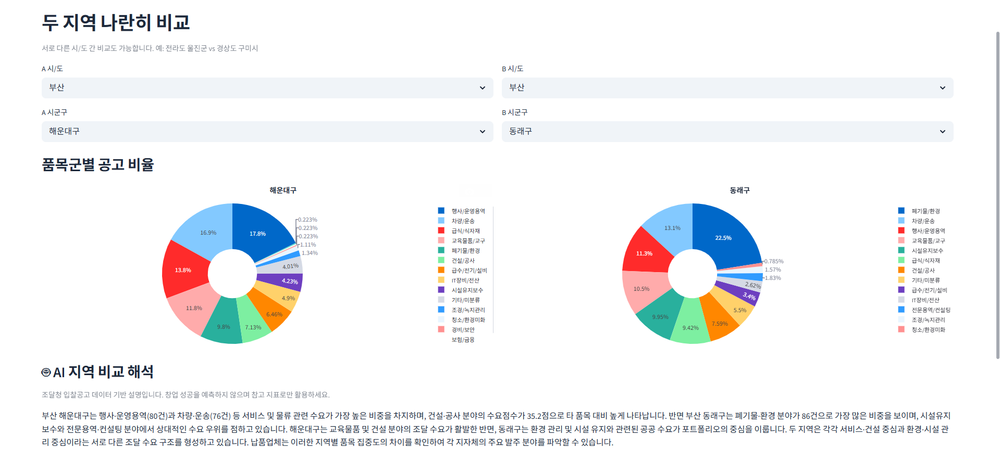 두 지역 나란히 비교
서로 다른 시/도 간 비교도 가능합니다. 예: 전라도 울진군 vs 경상도 구미시
A 시/도
부산
B 시/도
부산
A 시군구
해운대구
B 시군구
동래구
품목군별 공고 비율
해운대구
17.8%
0.223%
0.223%
0.223%
1.11%
1.34%
4.01%
4.23%
4.9%
6.46%
7.13%
9.8%
11.8%
13.8%
16.9%
행사/운영용역
차량/운송
급식/식자재
교육물품/교구
폐기물/환경
건설/공사
급수/전기/설비
IT장비/전산
시설유지보수
기타/미분류
조경/녹지관리
청소/환경미화
경비/보안
보험/금융
동래구
22.5%
0.785%
1.57%
1.83%
2.62%
3.4%
5.5%
7.59%
9.42%
9.95%
10.5%
11.3%
13.1%
폐기물/환경
차량/운송
행사/운영용역
교육물품/교구
시설유지보수
급식/식자재
건설/공사
기타/미분류
급수/전기/설비
IT장비/전산
전문용역/컨설팅
조경/녹지관리
청소/환경미화
AI 지역 비교 해석
조달청 입찰공고 데이터 기반 설명입니다. 창업 성공을 예측하지 않으며 참고 지표로만 활용하세요.
부산 해운대구는 행사·운영용역(80건)과 차량·운송(76건) 등 서비스 및 물류 관련 수요가 가장 높은 비중을 차지하며, 건설·공사 분야의 수요점수가 35.2점으로 타 품목 대비 높게 나타납니다. 반면 부산 동래구는 폐기물·환경 분야가 86건으로 가장 많은 비중을 보이며, 시설유지
보수와 전문용역·컨설팅 분야에서 상대적인 수요 우위를 점하고 있습니다. 해운대구는 교육물품 및 건설 분야의 조달 수요가 활발한 반면, 동래구는 환경 관리 및 시설 유지와 관련된 공공 수요가 포트폴리오의 중심을 이룹니다. 두 지역은 각각 서비스·건설 중심과 환경·시설 관
리 중심이라는 서로 다른 조달 수요 구조를 형성하고 있습니다. 납품업체는 이러한 지역별 품목 집중도의 차이를 확인하여 각 지자체의 주요 발주 분야를 파악할 수 있습니다.